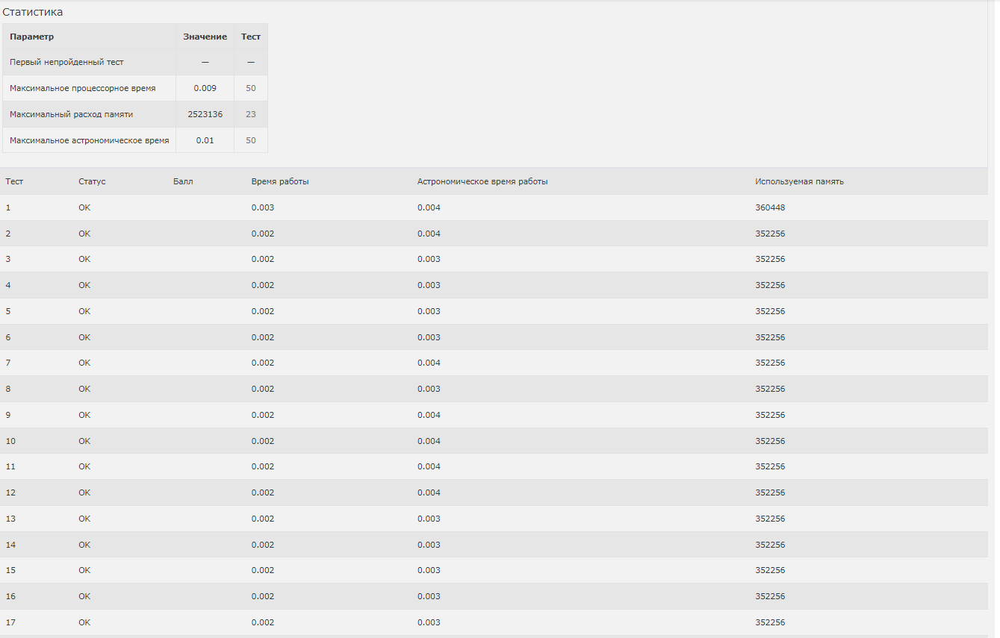 Статистика
Параметр Значение Тест
Первый непройденный тест — —
Максимальное процессорное время 0.009 50
Максимальный расход памяти 2523136 23
Максимальное астрономическое время 0.01 50
Тест Статус Балл Время работы Астрономическое время работы Используемая память
1 OK 0.003 0.004 360448
2 OK 0.002 0.004 352256
3 OK 0.002 0.003 352256
4 OK 0.002 0.003 352256
5 OK 0.002 0.003 352256
6 OK 0.002 0.003 352256
7 OK 0.002 0.004 352256
8 OK 0.002 0.003 352256
9 OK 0.002 0.004 352256
10 OK 0.002 0.004 352256
11 OK 0.002 0.004 352256
12 OK 0.002 0.004 352256
13 OK 0.002 0.003 352256
14 OK 0.002 0.003 352256
15 OK 0.002 0.003 352256
16 OK 0.002 0.003 352256
17 OK 0.002 0.003 352256